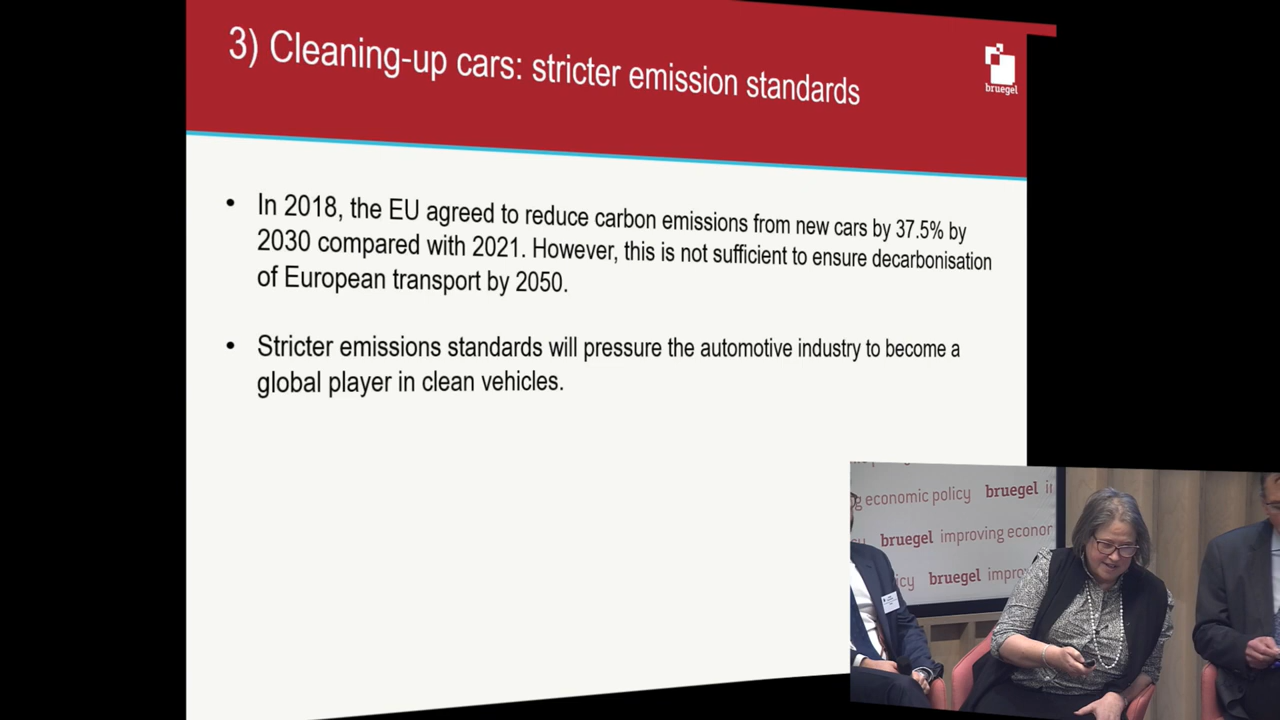 3) Cleaning-up cars: stricter emission standards
bruegel
• In 2018, the EU agreed to reduce carbon emissions from new cars by 37.5% by
2030 compared with 2021. However, this is not sufficient to ensure decarbonisation
of European transport by 2050.
• Stricter emissions standards will pressure the automotive industry to become a
global player in clean vehicles.
economic policy bruegel
bruegel improving
bruegel